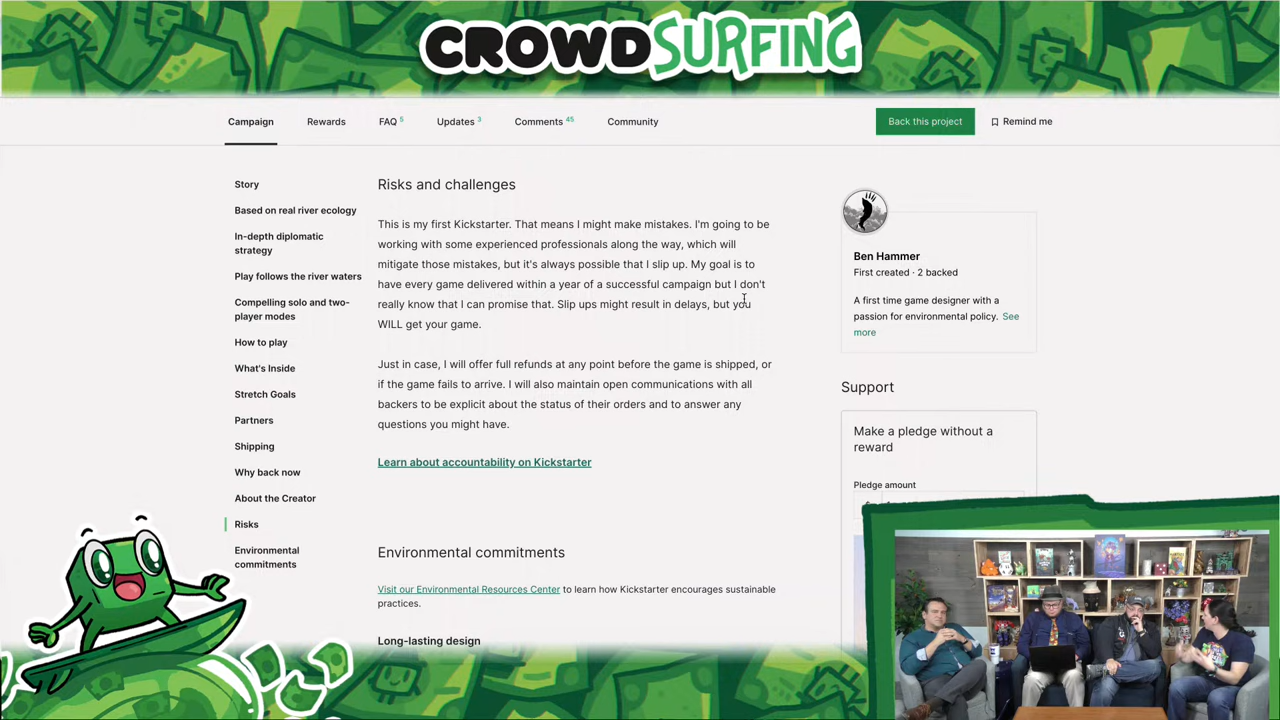 CROWDSURFING
Campaign
Rewards
FAQ 5
Updates 3
Comments 45
Community
Back this project
Remind me
Story
Based on real river ecology
In-depth diplomatic
strategy
Play follows the river waters
Compelling solo and two-
player modes
How to play
What's Inside
Stretch Goals
Partners
Shipping
Why back now
About the Creator
Risks
Environmental
commitments
Risks and challenges
This is my first Kickstarter. That means I might make mistakes. I'm going to be
working with some experienced professionals along the way, which will
mitigate those mistakes, but it's always possible that I slip up. My goal is to
have every game delivered within a year of a successful campaign but I don't
really know that I can promise that. Slip ups might result in delays, but you
WILL get your game.
Just in case, I will offer full refunds at any point before the game is shipped, or
if the game fails to arrive. I will also maintain open communications with all
backers to be explicit about the status of their orders and to answer any
questions you might have.
Learn about accountability on Kickstarter
Environmental commitments
Visit our Environmental Resources Center to learn how Kickstarter encourages sustainable
practices.
Long-lasting design
Ben Hammer
First created · 2 backed
A first time game designer with a
passion for environmental policy. See
more
Support
Make a pledge without a
reward
Pledge amount